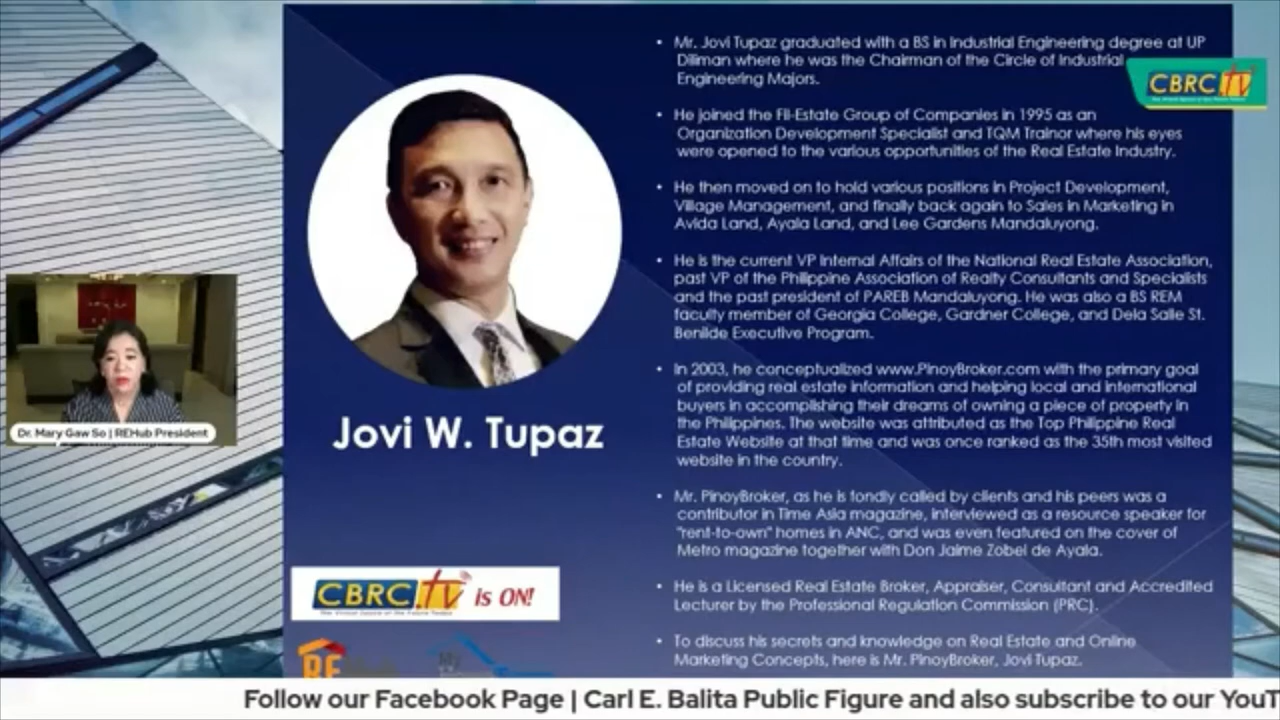 • Mr. Jovi Tupaz graduated with a BS in Industrial Engineering degree at UP
Diliman where he was the Chairman of the Circle of Industrial
Engineering Majors.
CBRC tv
• He joined the Fil-Estate Group of Companies in 1995 as an
Organization Development Specialist and TQM Trainor where his eyes
were opened to the various opportunities of the Real Estate Industry.
• He then moved on to hold various positions in Project Development,
Village Management, and finally back again to Sales in Marketing in
Avida Land, Ayala Land, and Lee Gardens Mandaluyong.
• He is the current VP Internal Affairs of the National Real Estate Association,
past VP of the Philippine Association of Realty Consultants and Specialists
and the past president of PAREB Mandaluyong. He was also a BS REM
faculty member of Georgia College, Gardner College, and Dela Salle St.
Benilde Executive Program.
• In 2003, he conceptualized www.PinoyBroker.com with the primary goal
of providing real estate information and helping local and international
buyers in accomplishing their dreams of owning a piece of property in
the Philippines. The website was attributed as the Top Philippine Real
Estate Website at that time and was once ranked as the 35th most visited
website in the country.
• Mr. PinoyBroker, as he is fondly called by clients and his peers was a
contributor in Time Asia magazine, interviewed as a resource speaker for
"rent-to-own" homes in ANC, and was even featured on the cover of
Metro magazine together with Don Jaime Zobel de Ayala.
• He is a Licensed Real Estate Broker, Appraiser, Consultant and Accredited
Lecturer by the Professional Regulation Commission (PRC).
• To discuss his secrets and knowledge on Real Estate and Online
Marketing Concepts, here is Mr. PinoyBroker, Jovi Tupaz.
Jovi W. Tupaz
Dr. Mary Gaw So | REHub President
CBRC tv is ON!
RE
My
Follow our Facebook Page | Carl E. Balita Public Figure and also subscribe to our YouT